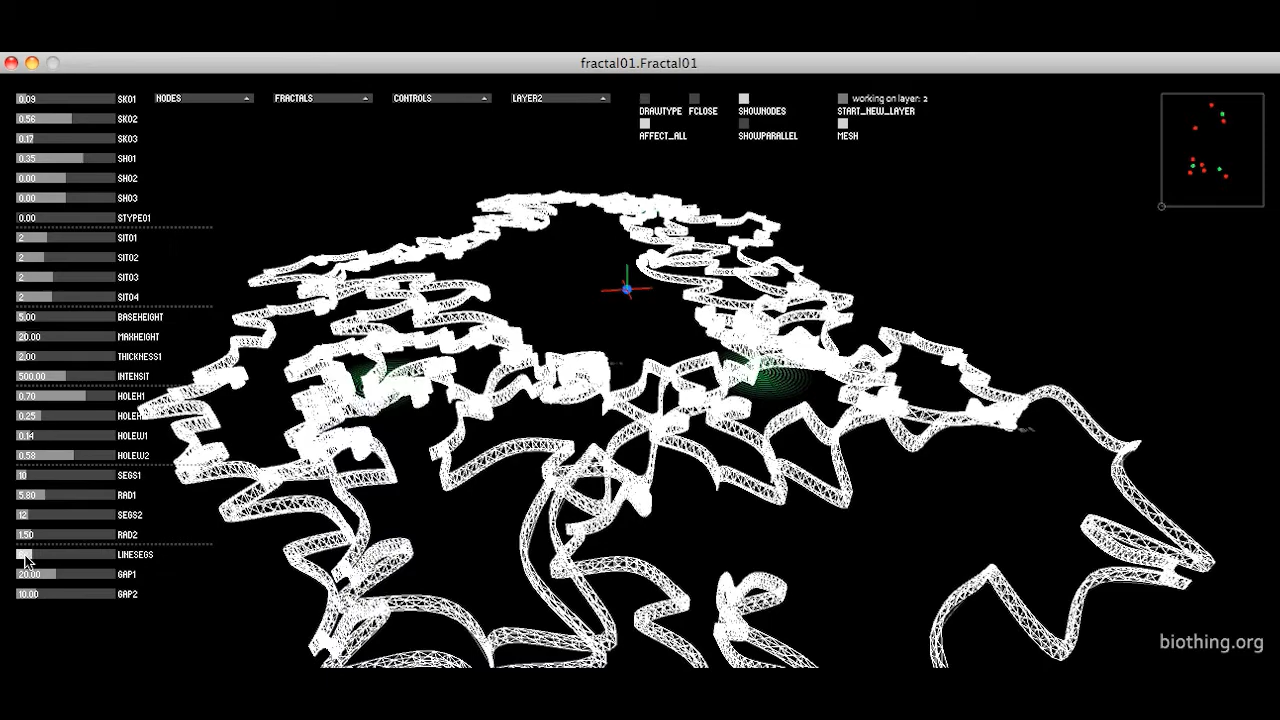 fractal01.Fractal01
0.09 SK01 NODES FRACTALS CONTROLS LAYER2 working on layer: 2
DRAWTYPE FCLOSE SHOWNODES START_NEW_LAYER
0.56 SK02
AFFECT_ALL SHOWPARALLEL MESH
0.17 SK03
0.35 SH01
0.00 SH02
0.00 SH03
0.00 STYPE01
2 SIT01
2 SIT02
2 SIT03
2 SIT04
5.00 BASEHEIGHT
20.00 MAXHEIGHT
2.00 THICKNESS1
500.00 INTENSIT
0.70 HOLEH1
0.25
0.14 HOLEW1
0.58 HOLEW2
10 SEGS1
5.80 RAD1
12 SEGS2
1.50 RAD2
LINESEGS
20.00 GAP1
10.00 GAP2
biothing.org